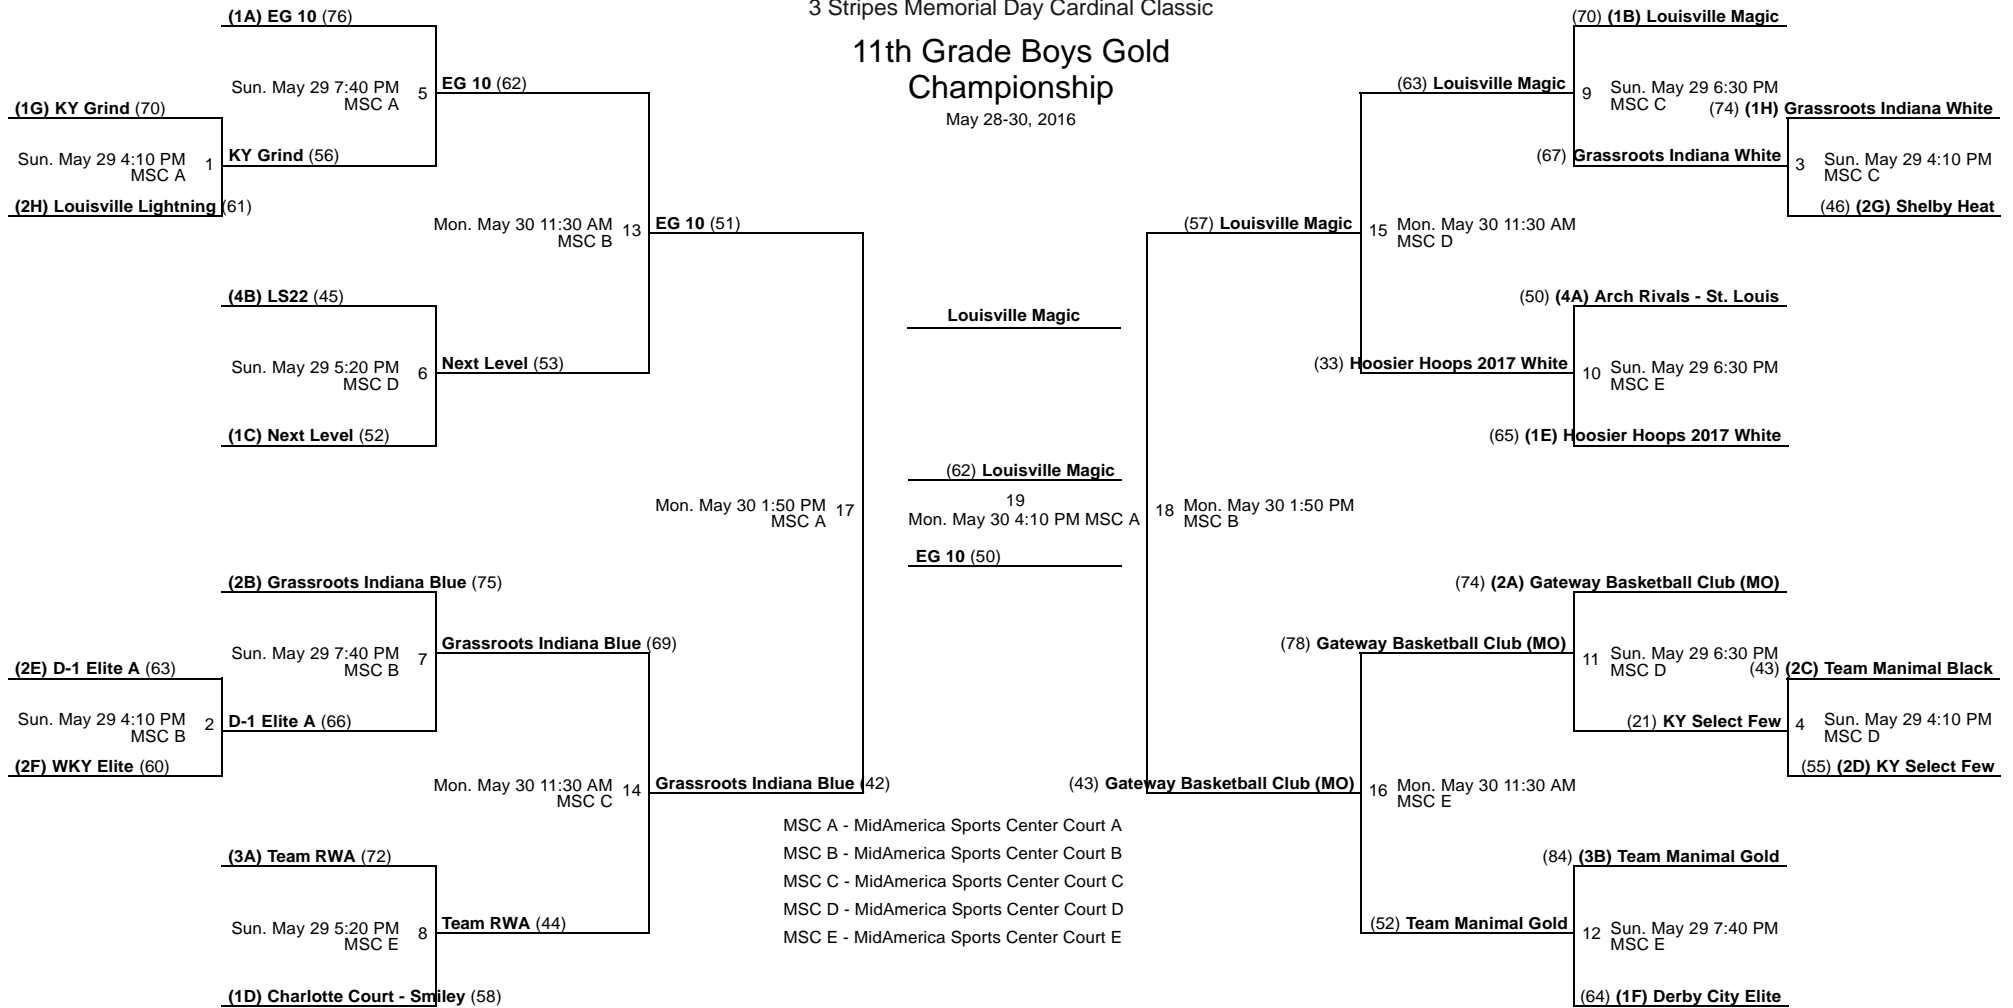 3 Stripes Memorial Day Cardinal Classic
11th Grade Boys Gold
Championship
May 28-30, 2016
(1A) EG 10 (76)
Sun. May 29 7:40 PM
MSC A
5
EG 10 (62)
(1G) KY Grind (70)
Sun. May 29 4:10 PM
MSC A
1
KY Grind (56)
(2H) Louisville Lightning (61)
Mon. May 30 11:30 AM
MSC B
13
EG 10 (51)
(4B) LS22 (45)
Sun. May 29 5:20 PM
MSC D
6
Next Level (53)
(1C) Next Level (52)
Mon. May 30 1:50 PM
MSC A
17
(2B) Grassroots Indiana Blue (75)
Sun. May 29 7:40 PM
MSC B
7
Grassroots Indiana Blue (69)
(2E) D-1 Elite A (63)
Sun. May 29 4:10 PM
MSC B
2
D-1 Elite A (66)
(2F) WKY Elite (60)
Mon. May 30 11:30 AM
MSC C
14
Grassroots Indiana Blue (42)
(3A) Team RWA (72)
Sun. May 29 5:20 PM
MSC E
8
Team RWA (44)
(1D) Charlotte Court - Smiley (58)
Louisville Magic
(62) Louisville Magic
19
Mon. May 30 4:10 PM MSC A
EG 10 (50)
MSC A - MidAmerica Sports Center Court A
MSC B - MidAmerica Sports Center Court B
MSC C - MidAmerica Sports Center Court C
MSC D - MidAmerica Sports Center Court D
MSC E - MidAmerica Sports Center Court E
(70) (1B) Louisville Magic
(63) Louisville Magic
9
Sun. May 29 6:30 PM
MSC C
(74) (1H) Grassroots Indiana White
(67) Grassroots Indiana White
3
Sun. May 29 4:10 PM
MSC C
(46) (2G) Shelby Heat
(57) Louisville Magic
15
Mon. May 30 11:30 AM
MSC D
(50) (4A) Arch Rivals - St. Louis
(33) Hoosier Hoops 2017 White
10
Sun. May 29 6:30 PM
MSC E
(65) (1E) Hoosier Hoops 2017 White
18
Mon. May 30 1:50 PM
MSC B
(74) (2A) Gateway Basketball Club (MO)
(78) Gateway Basketball Club (MO)
11
Sun. May 29 6:30 PM
MSC D
(43) (2C) Team Manimal Black
(21) KY Select Few
4
Sun. May 29 4:10 PM
MSC D
(55) (2D) KY Select Few
(43) Gateway Basketball Club (MO)
16
Mon. May 30 11:30 AM
MSC E
(84) (3B) Team Manimal Gold
(52) Team Manimal Gold
12
Sun. May 29 7:40 PM
MSC E
(64) (1F) Derby City Elite